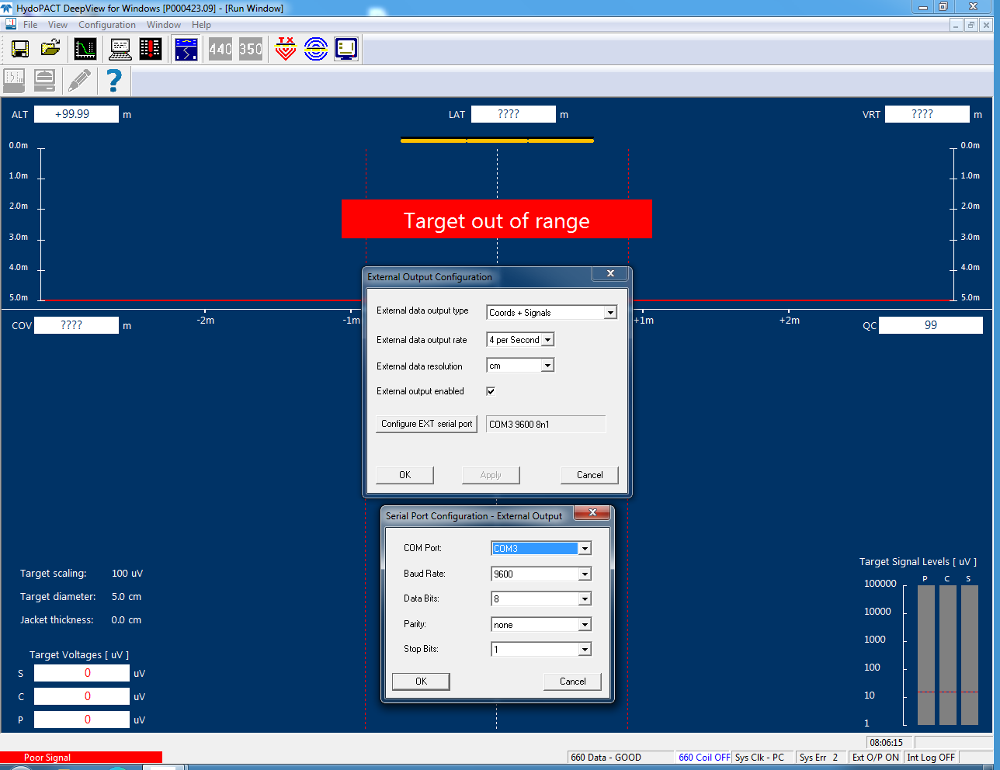 HydoPACT DeepView for Windows [P000423.09] - [Run Window]
File View Configuration Window Help
440 350 TX
?
ALT +99.99 m LAT ???? m VRT ???? m
0.0m 0.0m
1.0m 1.0m
2.0m 2.0m
Target out of range
3.0m 3.0m
4.0m 4.0m
5.0m 5.0m
-2m -1m +1m +2m
COV ???? m QC 99
External Output Configuration
External data output type Coords + Signals
External data output rate 4 per Second
External data resolution cm
External output enabled
Configure EXT serial port COM3 9600 8n1
OK Apply Cancel
Serial Port Configuration - External Output
COM Port: COM3
Baud Rate: 9600
Data Bits: 8
Parity: none
Stop Bits: 1
OK Cancel
Target scaling: 100 uV
Target diameter: 5.0 cm
Jacket thickness: 0.0 cm
Target Voltages [ uV ]
S 0 uV
C 0 uV
P 0 uV
Target Signal Levels [ uV ]
P C S
100000
10000
1000
100
10
1
08:06:15
Poor Signal
660 Data - GOOD 660 Coil OFF Sys Clk - PC Sys Err 2 Ext O/P ON Int Log OFF